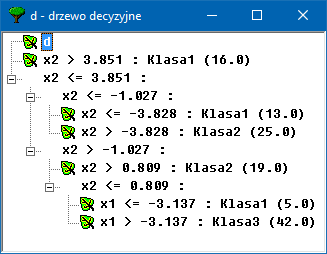 d - drzewo decyzyjne
d
x2 > 3.851 : Klasa1 (16.0)
x2 <= 3.851 :
x2 <= -1.027 :
x2 <= -3.828 : Klasa1 (13.0)
x2 > -3.828 : Klasa2 (25.0)
x2 > -1.027 :
x2 > 0.809 : Klasa2 (19.0)
x2 <= 0.809 :
x1 <= -3.137 : Klasa1 (5.0)
x1 > -3.137 : Klasa3 (42.0)